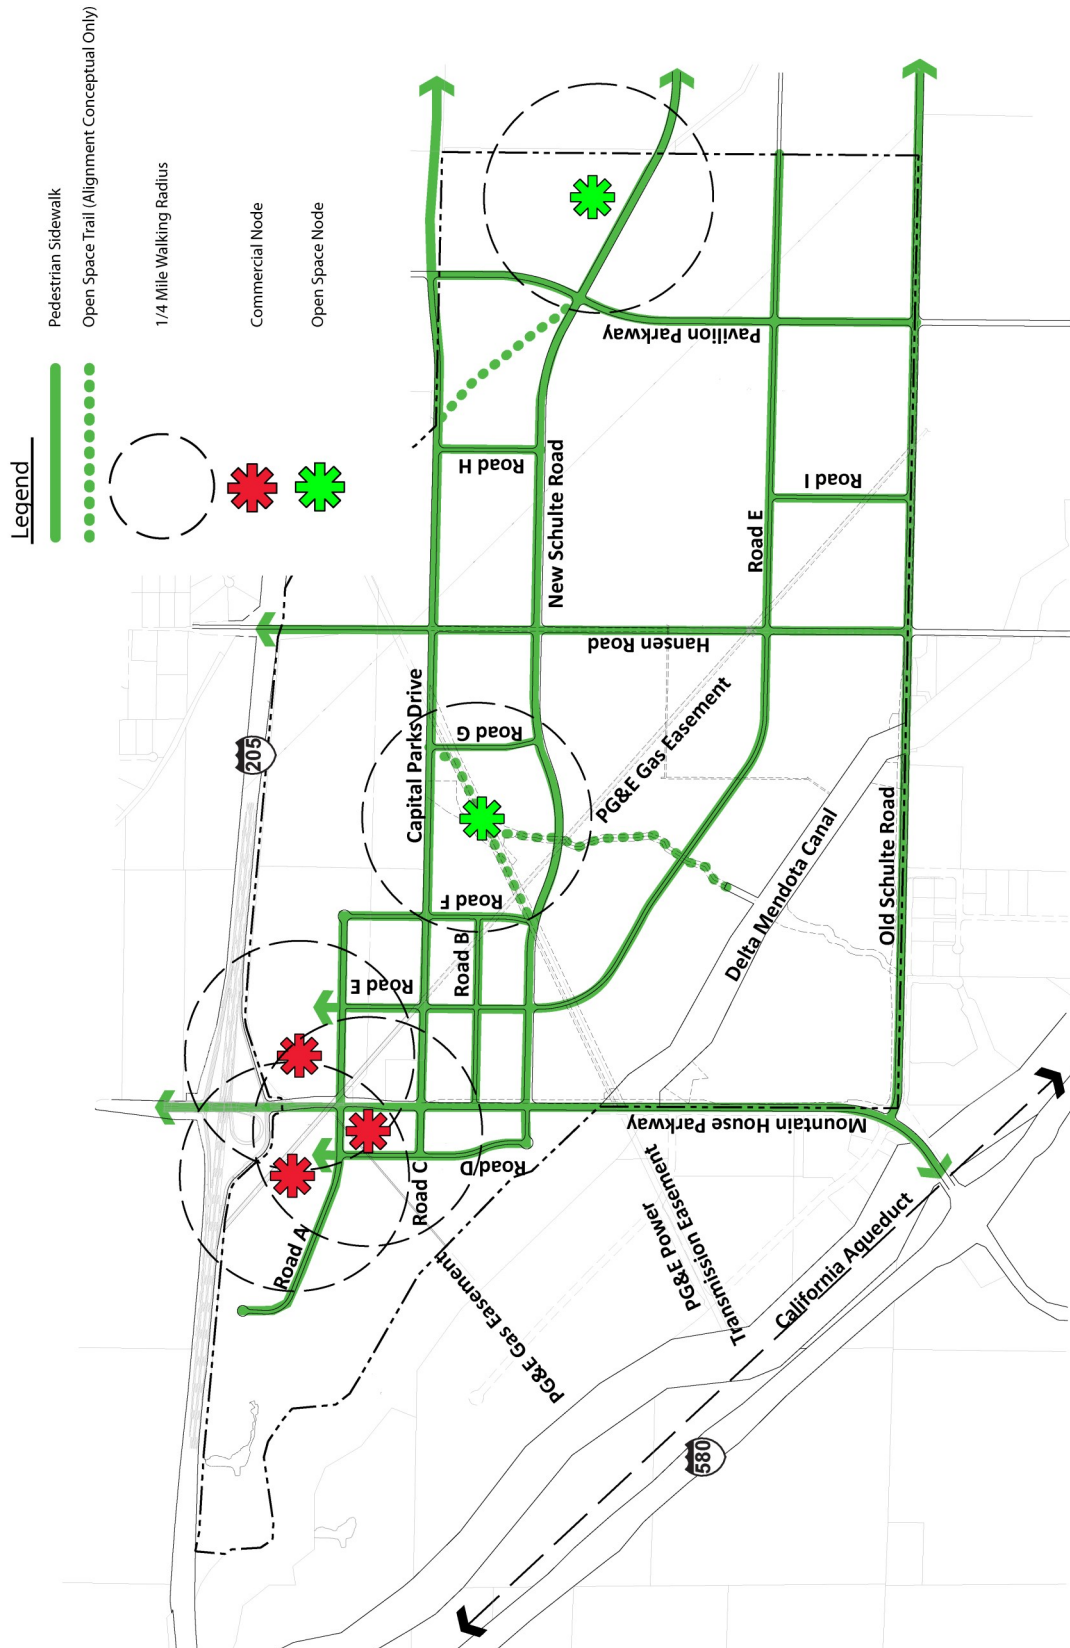 Legend
Pedestrian Sidewalk
Open Space Trail (Alignment Conceptual Only)
1/4 Mile Walking Radius
Commercial Node
Open Space Node
205
Capital Parks Drive
Road H
New Schulte Road
Pavilion Parkway
Road I
Road E
Hansen Road
Road G
PG&E Gas Easement
Road F
Road B
Road E
Delta Mendota Canal
Old Schulte Road
Mountain House Parkway
Road D
Road C
Road A
PG&E Gas Easement
PG&E Power
Transmission Easement
California Aqueduct
580